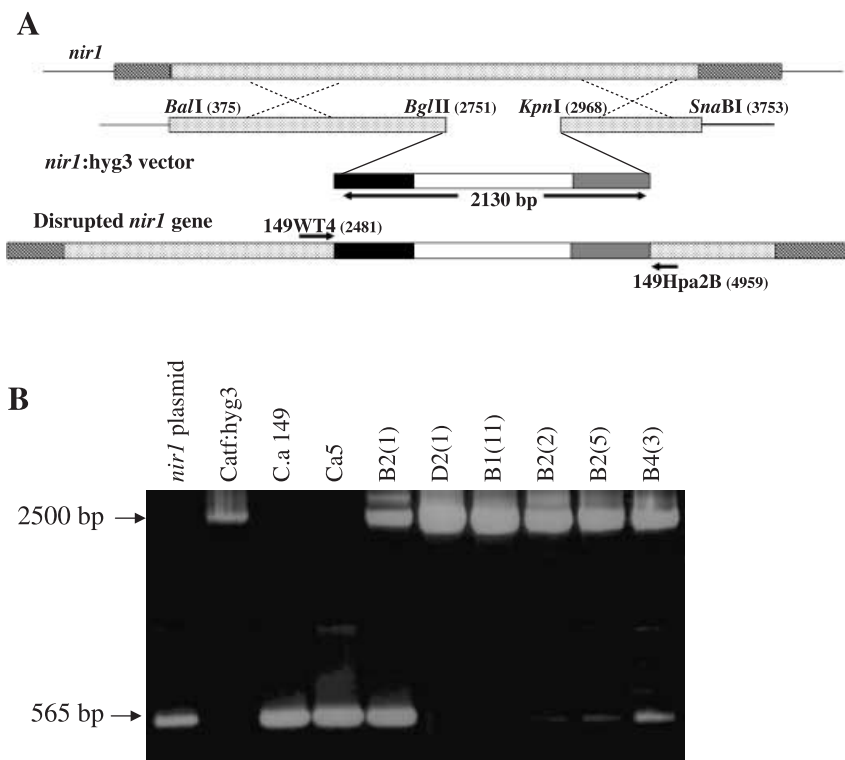 A
nir1
BalI (375) BglII (2751) KpnI (2968) SnaBI (3753)
nir1:hyg3 vector
2130 bp
Disrupted nir1 gene
149WT4 (2481)
149Hpa2B (4959)
B
nir1 plasmid
Catf:hyg3
C.a 149
Ca5
B2(1)
D2(1)
B1(11)
B2(2)
B2(5)
B4(3)
2500 bp
565 bp